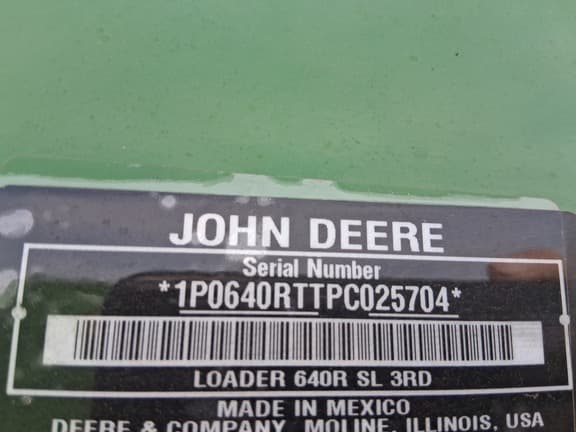 JOHN DEERE
Serial Number
*1P0640RTTPC025704*
LOADER 640R SL 3RD
MADE IN MEXICO
DEERE & COMPANY, MOLINE, ILLINOIS, USA